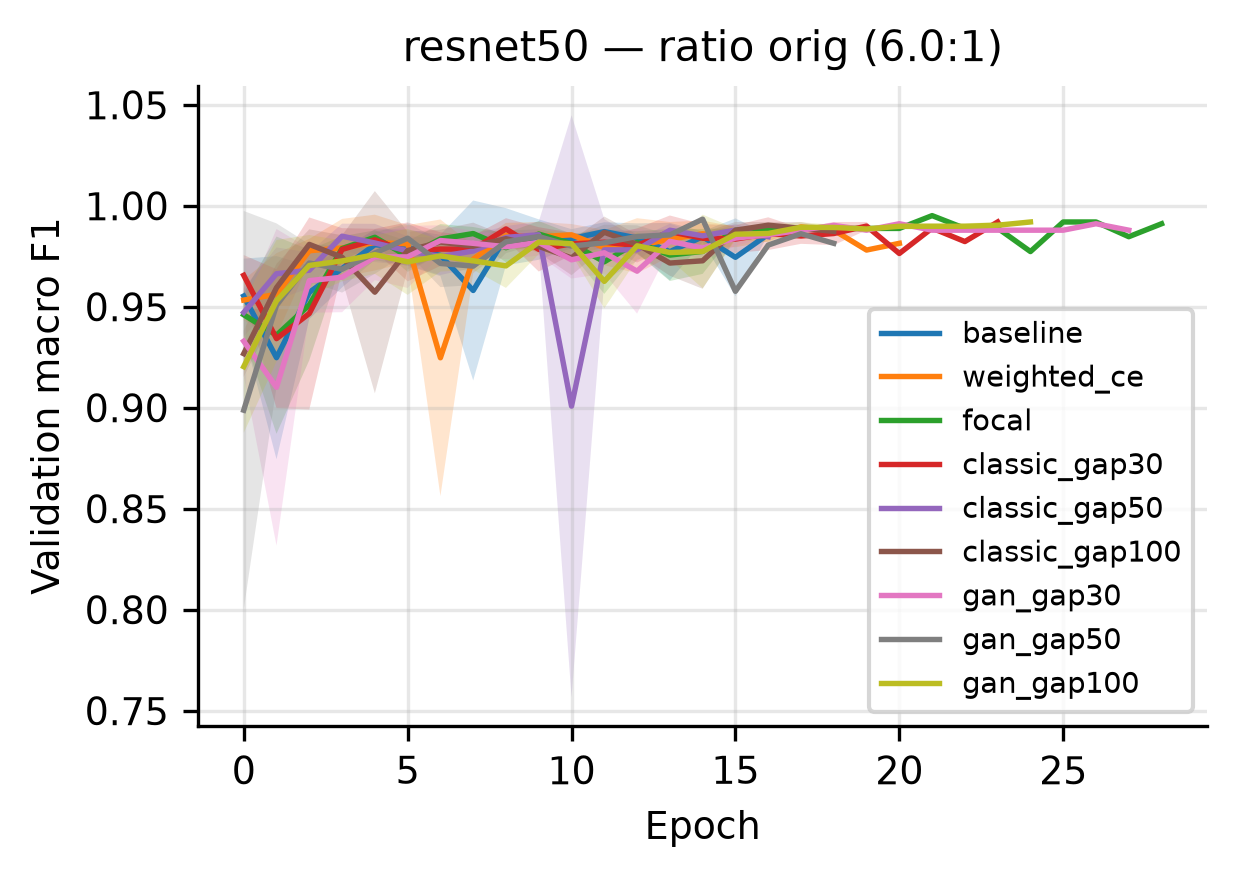 resnet50 — ratio orig (6.0:1)
Validation macro F1
1.05
1.00
0.95
0.90
0.85
0.80
0.75
0 5 10 15 20 25
Epoch
baseline
weighted_ce
focal
classic_gap30
classic_gap50
classic_gap100
gan_gap30
gan_gap50
gan_gap100